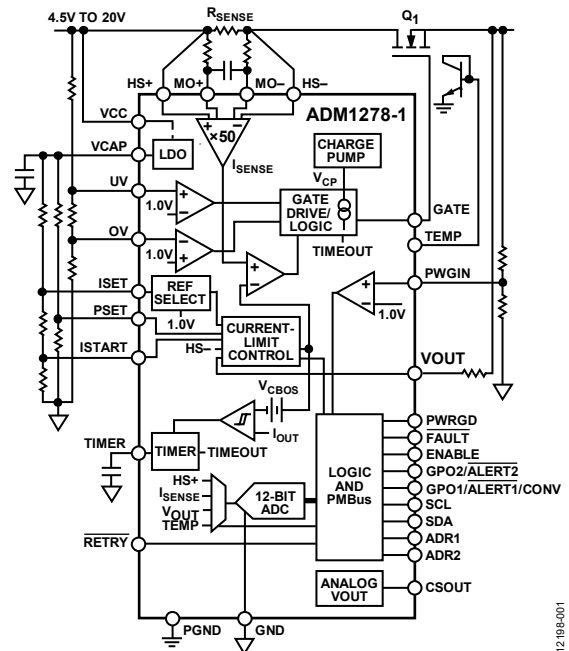 4.5V TO 20V
RSENSE
Q1
HS+
MO+
MO–
HS–
ADM1278-1
VCC
VCAP
LDO
+
–
×50
ISENSE
CHARGE
PUMP
VCP
UV
1.0V
+
–
GATE
DRIVE/
LOGIC
GATE
TEMP
TIMEOUT
OV
1.0V
–
+
+
–
ISET
REF
SELECT
1.0V
PWGIN
+
–
1.0V
PSET
CURRENT-
LIMIT
CONTROL
HS–
ISTART
VOUT
VCBOS
IOUT
TIMER
TIMER
TIMEOUT
HS+
ISENSE
VOUT
TEMP
12-BIT
ADC
LOGIC
AND
PMBus
PWRGD
FAULT
ENABLE
GPO2/ALERT2
GPO1/ALERT1/CONV
SCL
SDA
ADR1
ADR2
RETRY
ANALOG
VOUT
CSOUT
PGND
GND
12198-001